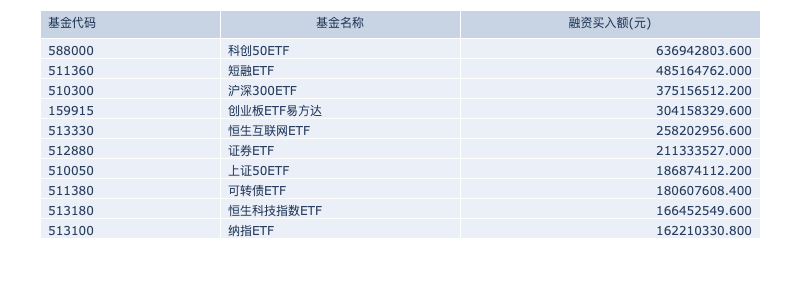 基金代码 基金名称 融资买入额(元)
588000 科创50ETF 636942803.600
511360 短融ETF 485164762.000
510300 沪深300ETF 375156512.200
159915 创业板ETF易方达 304158329.600
513330 恒生互联网ETF 258202956.600
512880 证券ETF 211333527.000
510050 上证50ETF 186874112.200
511380 可转债ETF 180607608.400
513180 恒生科技指数ETF 166452549.600
513100 纳指ETF 162210330.800